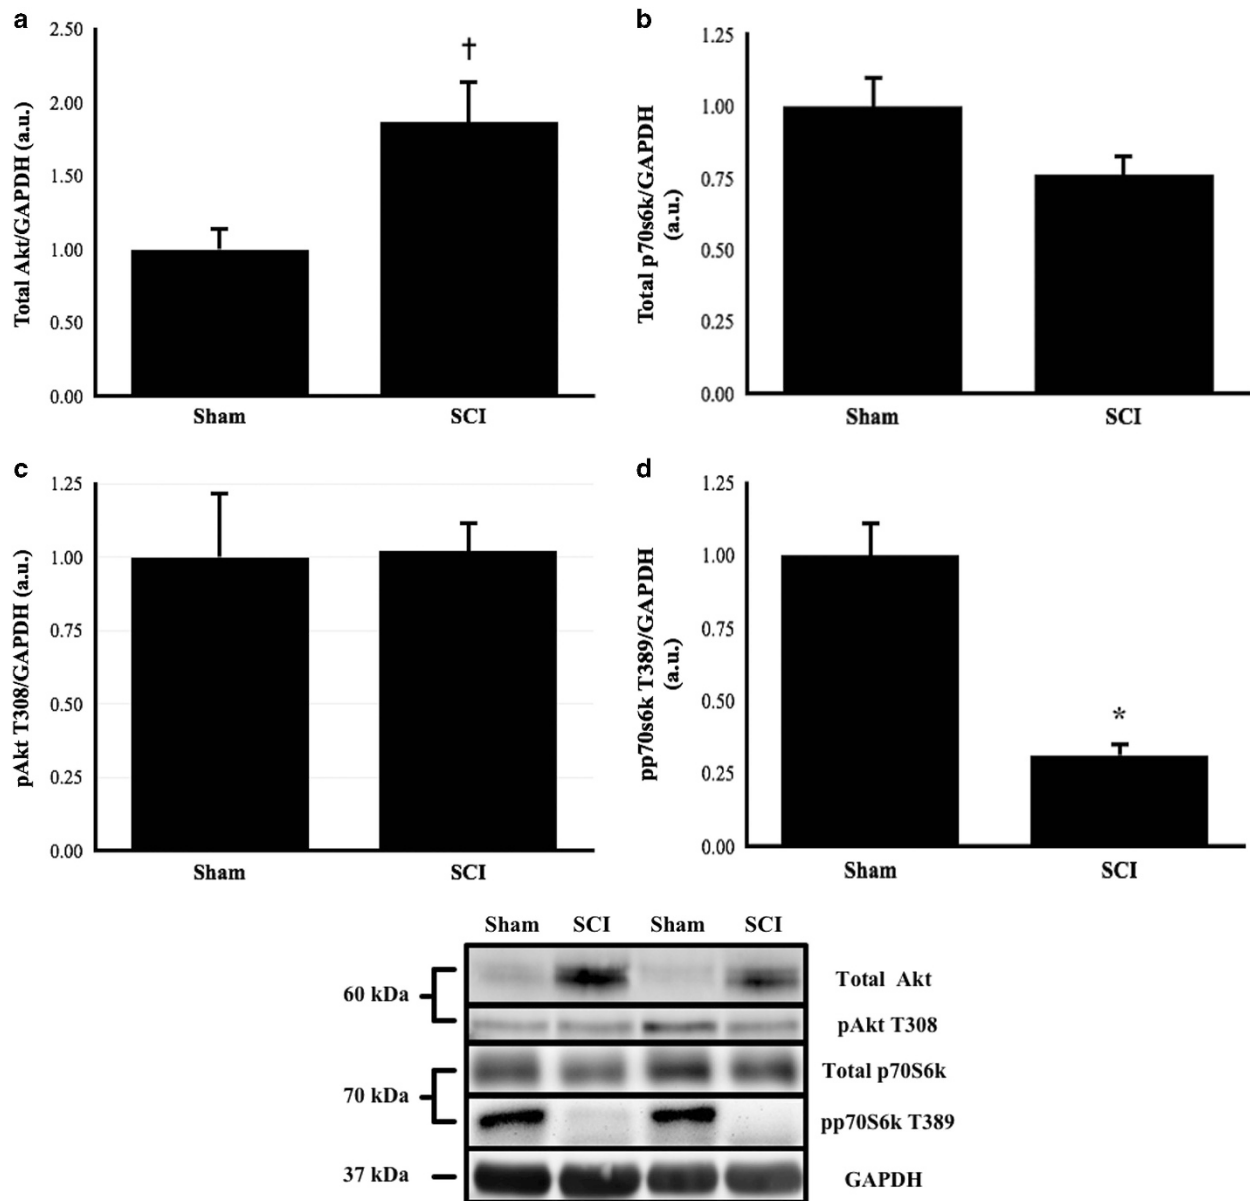 a
Total Akt/GAPDH (a.u.)
2.50
2.00
1.50
1.00
0.50
0.00
†
Sham SCI
b
Total p70s6k/GAPDH
(a.u.)
1.25
1.00
0.75
0.50
0.25
0.00
Sham SCI
c
pAkt T308/GAPDH (a.u.)
1.25
1.00
0.75
0.50
0.25
0.00
Sham SCI
d
pp70s6k T389/GAPDH
(a.u.)
1.25
1.00
0.75
0.50
0.25
0.00
*
Sham SCI
Sham SCI Sham SCI
60 kDa
Total Akt
pAkt T308
70 kDa
Total p70S6k
pp70S6k T389
37 kDa
GAPDH